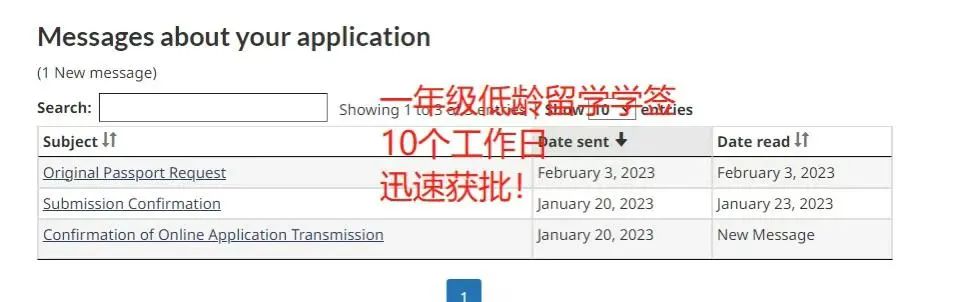 Messages about your application
(1 New message)
Search: Showing 1 to 3 of 3 entries | Show 10 entries
一年级低龄留学学签
10个工作日
迅速获批!
Subject Date sent Date read
Original Passport Request February 3, 2023 February 3, 2023
Submission Confirmation January 20, 2023 January 23, 2023
Confirmation of Online Application Transmission January 20, 2023 New Message
1